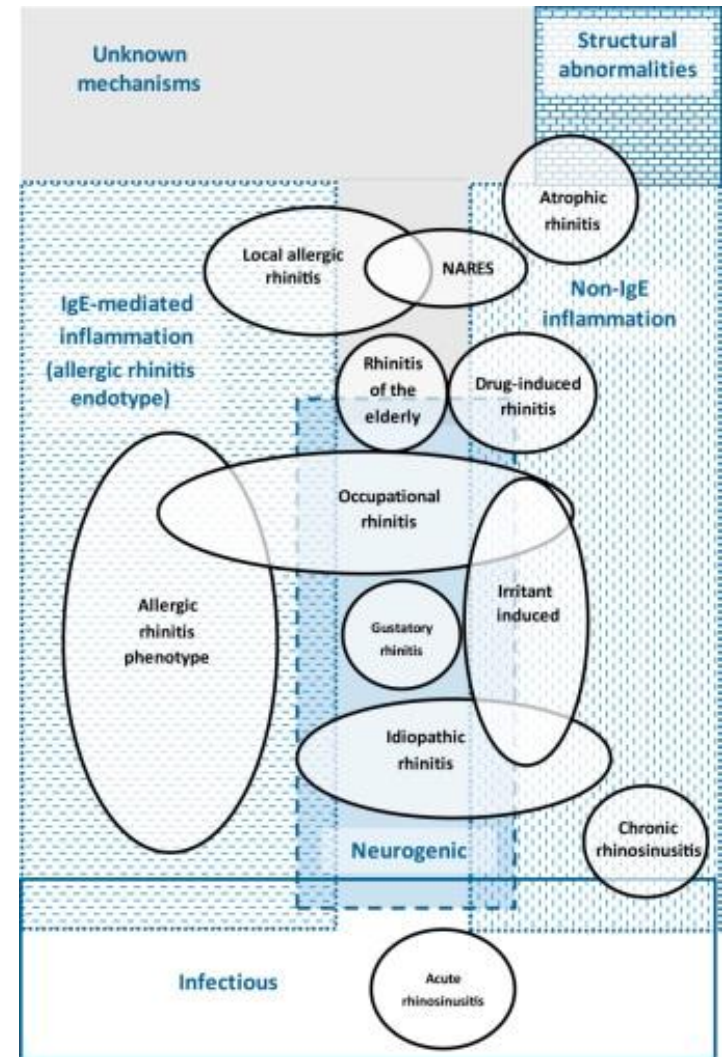 Unknown
mechanisms
Structural
abnormalities
Atrophic
rhinitis
Local allergic
rhinitis
NARES
IgE-mediated
inflammation
(allergic rhinitis
endotype)
Non-IgE
inflammation
Rhinitis
of the
elderly
Drug-induced
rhinitis
Occupational
rhinitis
Allergic
rhinitis
phenotype
Irritant
induced
Gustatory
rhinitis
Idiopathic
rhinitis
Chronic
rhinosinusitis
Neurogenic
Infectious
Acute
rhinosinusitis